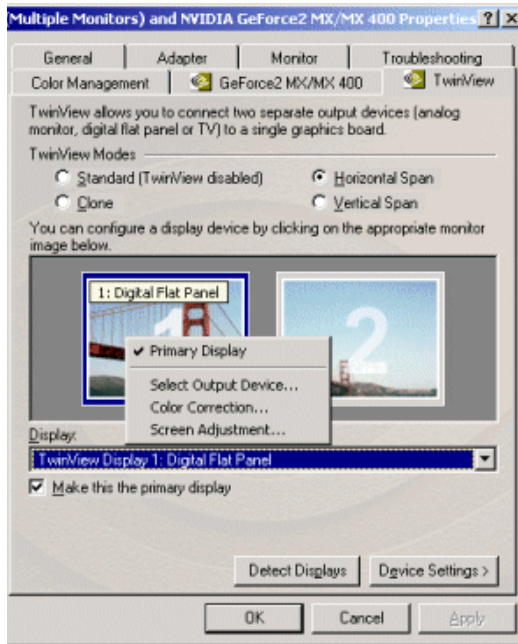 (Multiple Monitors) and NVIDIA GeForce2 MX/MX 400 Properties ? X
General Adapter Monitor Troubleshooting
Color Management GeForce2 MX/MX 400 TwinView
TwinView allows you to connect two separate output devices (analog
monitor, digital flat panel or TV) to a single graphics board.
TwinView Modes
Standard (TwinView disabled) Horizontal Span
Clone Vertical Span
You can configure a display device by clicking on the appropriate monitor
image below.
1: Digital Flat Panel
1 2
Primary Display
Select Output Device...
Color Correction...
Screen Adjustment...
Display:
TwinView Display 1: Digital Flat Panel
Make this the primary display
Detect Displays Device Settings >
OK Cancel Apply